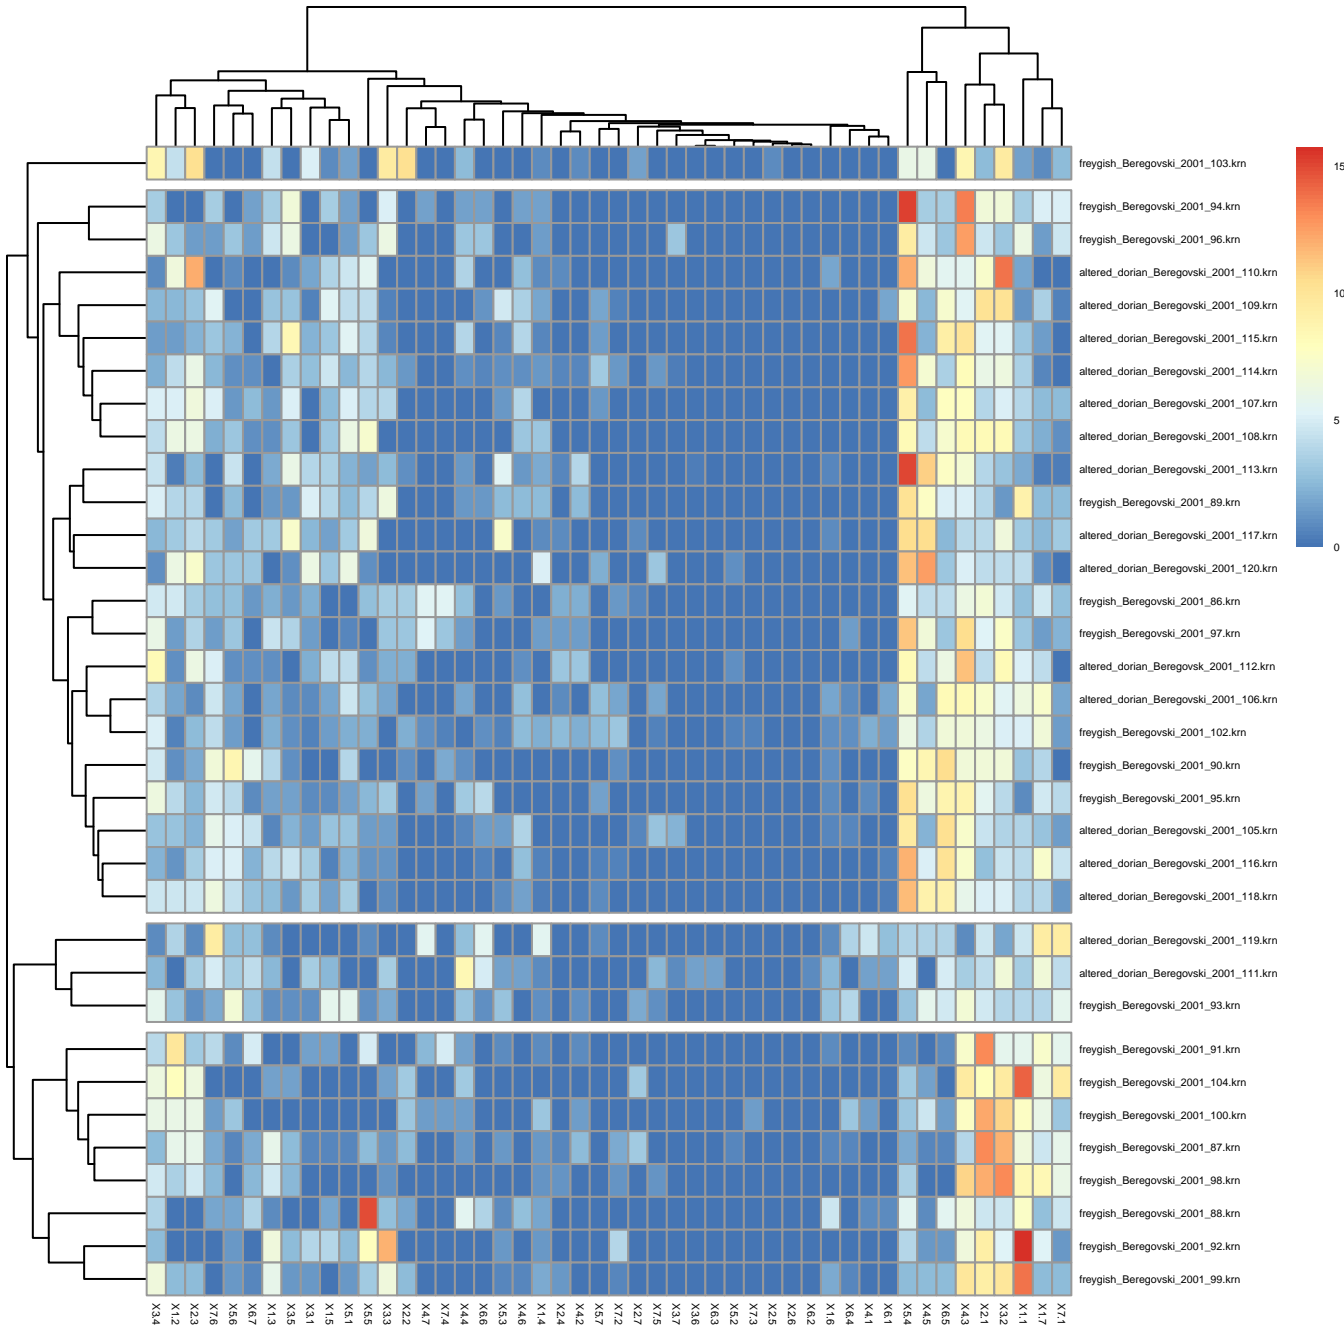 freygish_Beregovski_2001_103.krn
freygish_Beregovski_2001_94.krn
freygish_Beregovski_2001_96.krn
altered_dorian_Beregovski_2001_110.krn
altered_dorian_Beregovski_2001_109.krn
altered_dorian_Beregovski_2001_115.krn
altered_dorian_Beregovski_2001_114.krn
altered_dorian_Beregovski_2001_107.krn
altered_dorian_Beregovski_2001_108.krn
altered_dorian_Beregovski_2001_113.krn
freygish_Beregovski_2001_89.krn
altered_dorian_Beregovski_2001_117.krn
altered_dorian_Beregovski_2001_120.krn
freygish_Beregovski_2001_86.krn
freygish_Beregovski_2001_97.krn
altered_dorian_Beregovsk_2001_112.krn
altered_dorian_Beregovski_2001_106.krn
freygish_Beregovski_2001_102.krn
freygish_Beregovski_2001_90.krn
freygish_Beregovski_2001_95.krn
altered_dorian_Beregovski_2001_105.krn
altered_dorian_Beregovski_2001_116.krn
altered_dorian_Beregovski_2001_118.krn
altered_dorian_Beregovski_2001_119.krn
altered_dorian_Beregovski_2001_111.krn
freygish_Beregovski_2001_93.krn
freygish_Beregovski_2001_91.krn
freygish_Beregovski_2001_104.krn
freygish_Beregovski_2001_100.krn
freygish_Beregovski_2001_87.krn
freygish_Beregovski_2001_98.krn
freygish_Beregovski_2001_88.krn
freygish_Beregovski_2001_92.krn
freygish_Beregovski_2001_99.krn
15
10
5
0
X3.4
X1.2
X2.3
X7.6
X5.6
X6.7
X1.3
X3.5
X3.1
X1.5
X5.1
X5.5
X3.3
X2.2
X4.7
X7.4
X4.4
X6.6
X5.3
X4.6
X1.4
X2.4
X4.2
X5.7
X7.2
X2.7
X7.5
X3.7
X3.6
X6.3
X5.2
X7.3
X2.5
X2.6
X6.2
X1.6
X6.4
X4.1
X6.1
X5.4
X4.5
X6.5
X4.3
X2.1
X3.2
X1.1
X1.7
X7.1